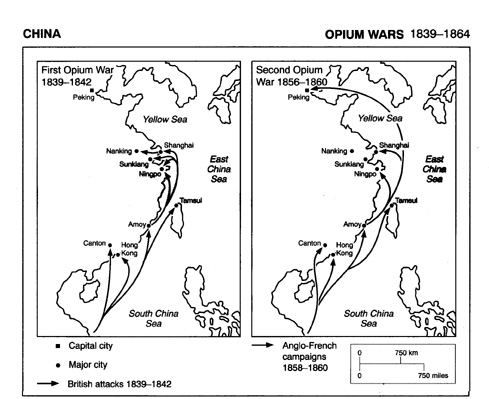 CHINA
OPIUM WARS 1839–1864
First Opium War
1839–1842
Peking
Yellow Sea
Nanking
Shanghai
Sunkiang
Ningpo
East
China
Sea
Tamsui
Amoy
Canton
Hong
Kong
South China
Sea
Second Opium
War 1856–1860
Peking
Yellow Sea
Nanking
Shanghai
Sunkiang
Ningpo
East
China
Sea
Tamsui
Amoy
Canton
Hong
Kong
South China
Sea
Capital city
Major city
British attacks 1839–1842
Anglo-French
campaigns
1858–1860
0 750 km
0 750 miles